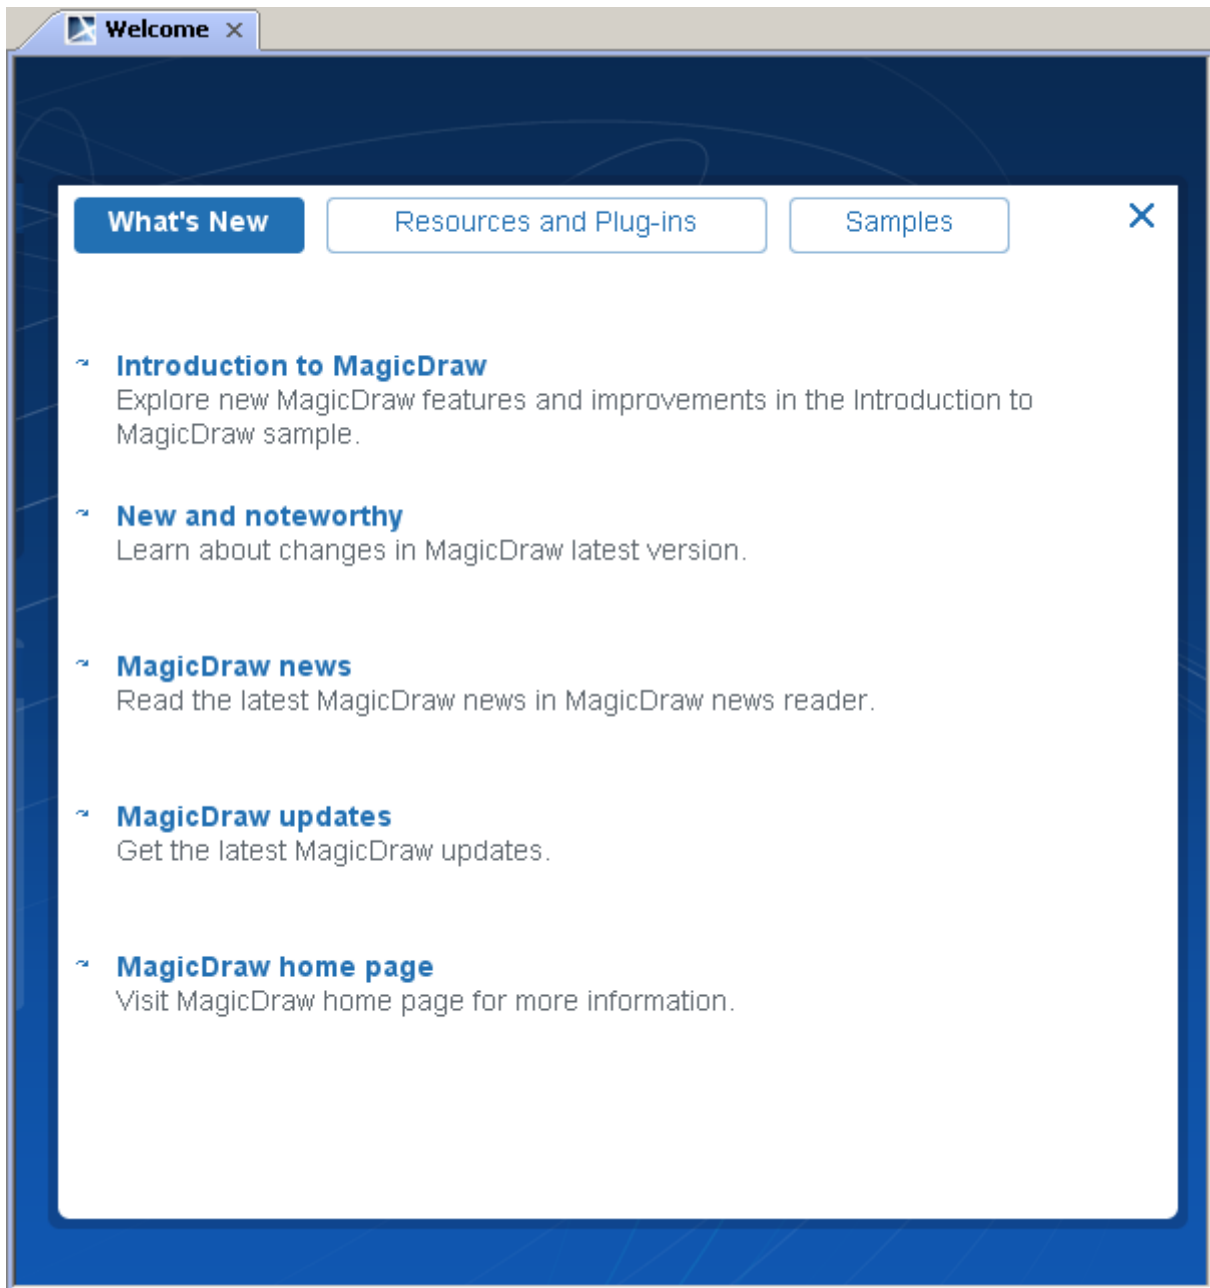 Welcome
What's New
Resources and Plug-ins
Samples
Introduction to MagicDraw
Explore new MagicDraw features and improvements in the Introduction to
MagicDraw sample.
New and noteworthy
Learn about changes in MagicDraw latest version.
MagicDraw news
Read the latest MagicDraw news in MagicDraw news reader.
MagicDraw updates
Get the latest MagicDraw updates.
MagicDraw home page
Visit MagicDraw home page for more information.